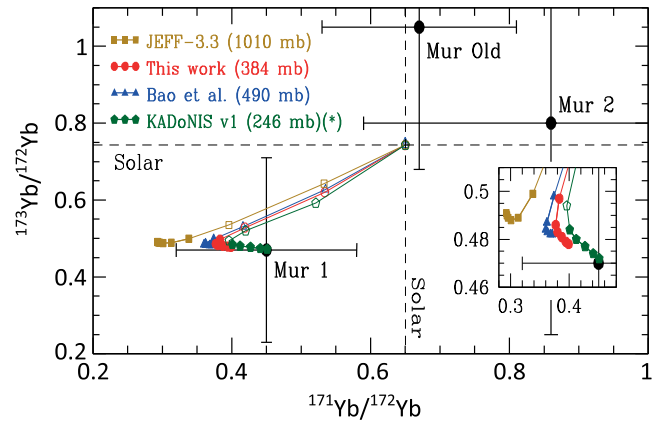 1
0.8
0.6
0.4
0.2
¹⁷³Yb/¹⁷²Yb
JEFF-3.3 (1010 mb)
This work (384 mb)
Bao et al. (490 mb)
KADoNIS v1 (246 mb)(*)
Mur Old
Mur 2
Solar
Mur 1
Solar
0.5
0.48
0.46
0.3
0.4
0.2
0.4
0.6
0.8
1
¹⁷¹Yb/¹⁷²Yb